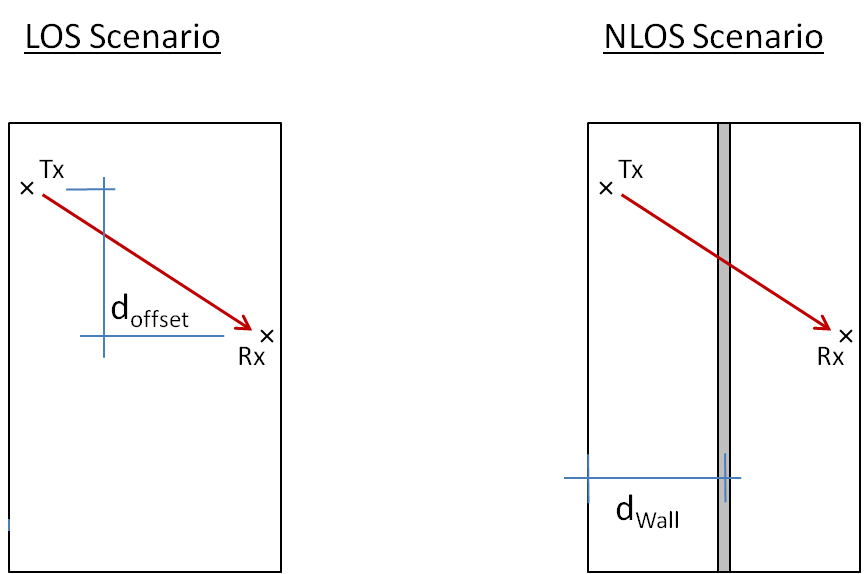 LOS Scenario
NLOS Scenario
Tx
Tx
d_offset
Rx
Rx
d_Wall